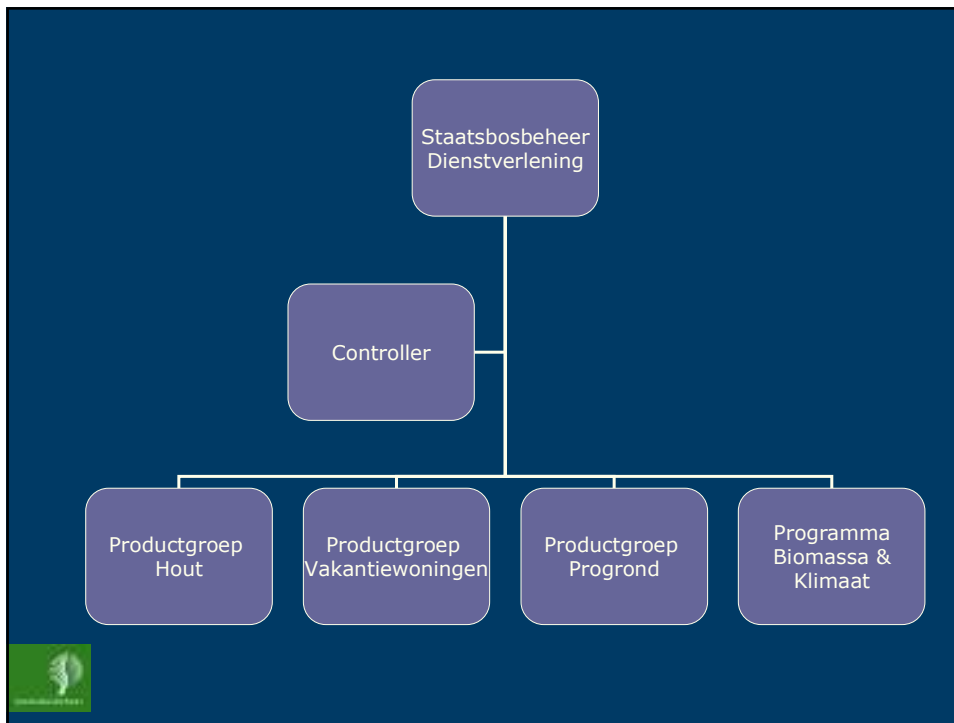 Staatsbosbeheer
Dienstverlening
Controller
Productgroep
Hout
Productgroep
Vakantiewoningen
Productgroep
Progrond
Programma
Biomassa &
Klimaat